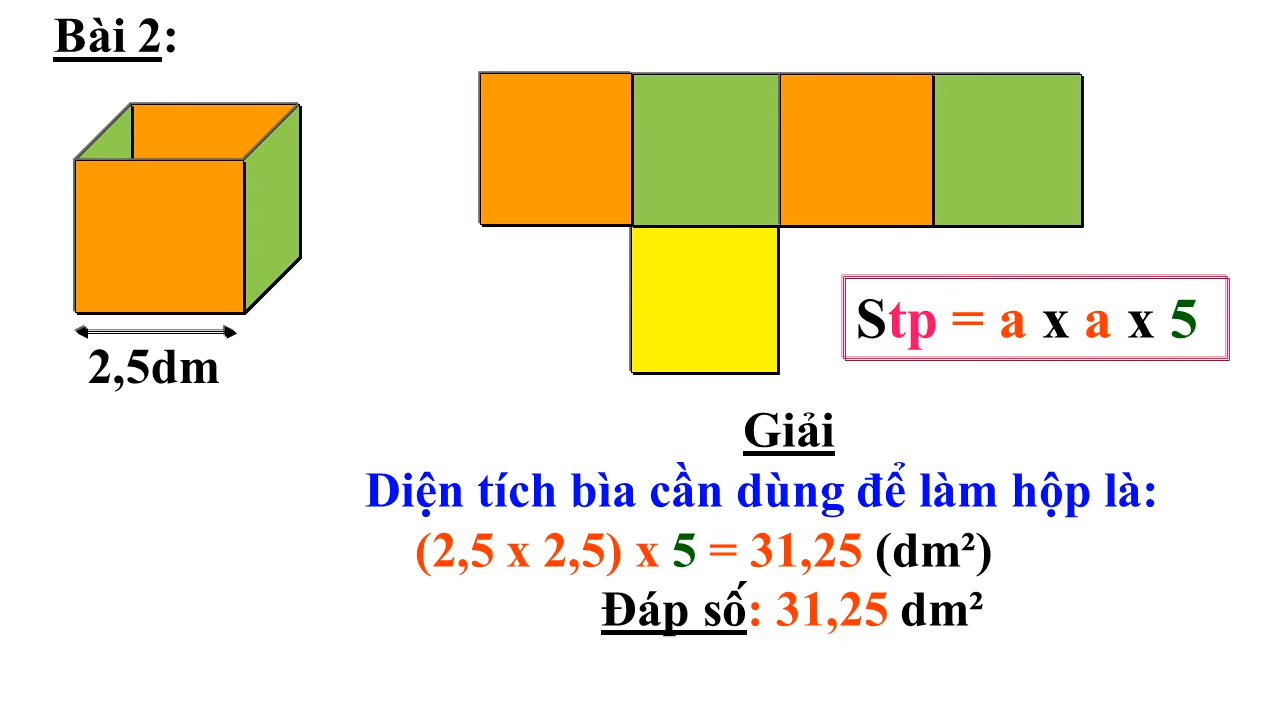 Bài 2:
2,5dm
Stp = a x a x 5
Giải
Diện tích bìa cần dùng để làm hộp là:
(2,5 x 2,5) x 5 = 31,25 (dm²)
Đáp số: 31,25 dm²